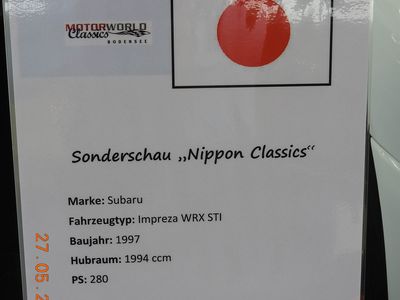 MOTORWORLD
Classics
BODENSEE
Sonderschau „Nippon Classics“
Marke: Subaru
Fahrzeugtyp: Impreza WRX STI
Baujahr: 1997
Hubraum: 1994 ccm
PS: 280
27.05.2